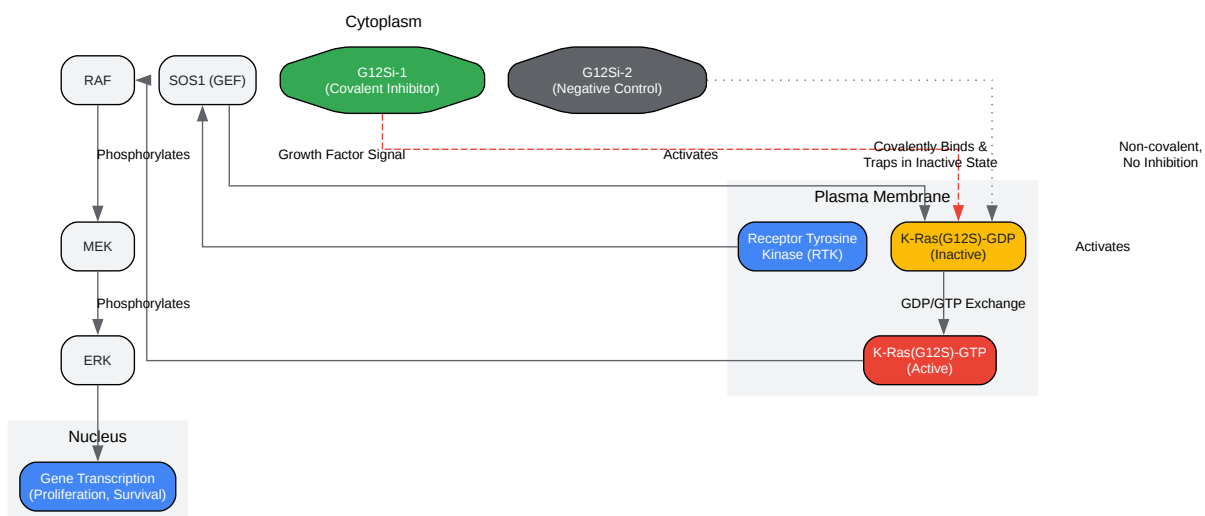 Cytoplasm
RAF
SOS1 (GEF)
G12Si-1
(Covalent Inhibitor)
G12Si-2
(Negative Control)
Phosphorylates
Growth Factor Signal
Activates
Covalently Binds &
Traps in Inactive State
Non-covalent,
No Inhibition
Plasma Membrane
MEK
Receptor Tyrosine
Kinase (RTK)
K-Ras(G12S)-GDP
(Inactive)
Activates
Phosphorylates
GDP/GTP Exchange
ERK
K-Ras(G12S)-GTP
(Active)
Nucleus
Gene Transcription
(Proliferation, Survival)